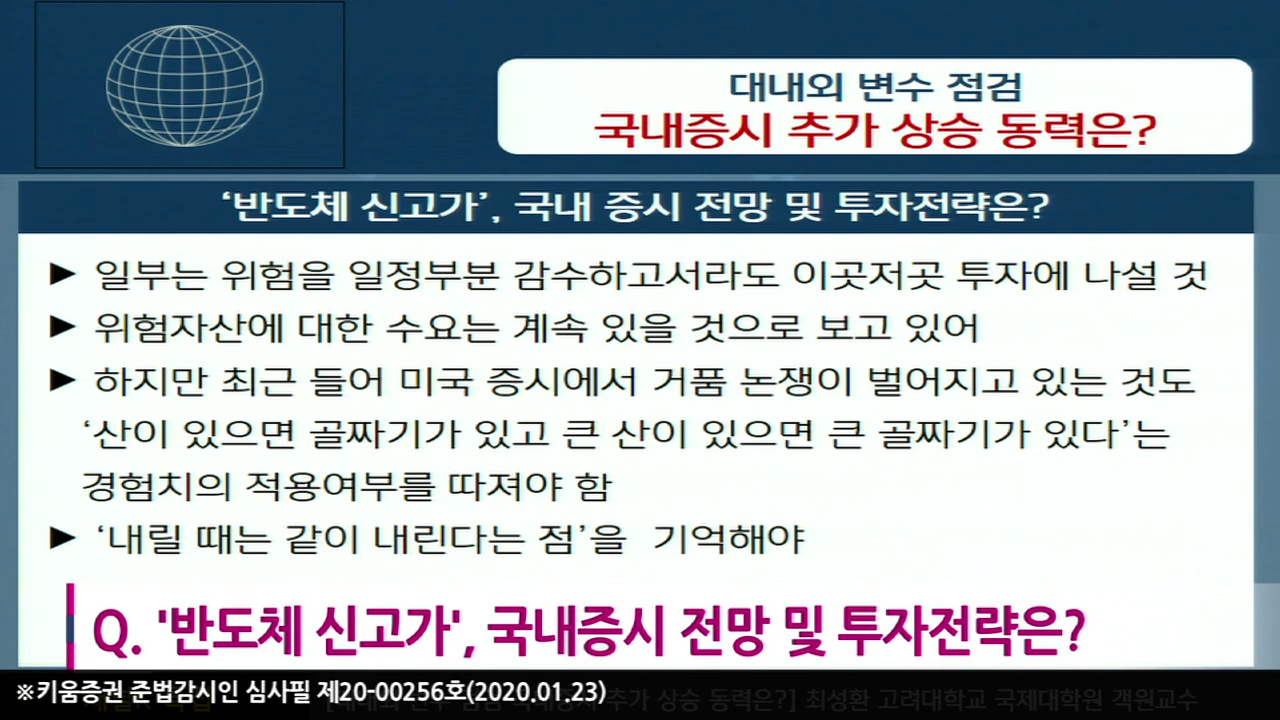 대내외 변수 점검
국내증시 추가 상승 동력은?
‘반도체 신고가’, 국내 증시 전망 및 투자전략은?
► 일부는 위험을 일정부분 감수하고서라도 이곳저곳 투자에 나설 것
► 위험자산에 대한 수요는 계속 있을 것으로 보고 있어
► 하지만 최근 들어 미국 증시에서 거품 논쟁이 벌어지고 있는 것도
‘산이 있으면 골짜기가 있고 큰 산이 있으면 큰 골짜기가 있다’는
경험치의 적용여부를 따져야 함
► ‘내릴 때는 같이 내린다는 점’을 기억해야
Q. '반도체 신고가', 국내증시 전망 및 투자전략은?
※키움증권 준법감시인 심사필 제20-00256호(2020.01.23)
추가 상승 동력은?] 최성환 고려대학교 국제대학원 객원교수